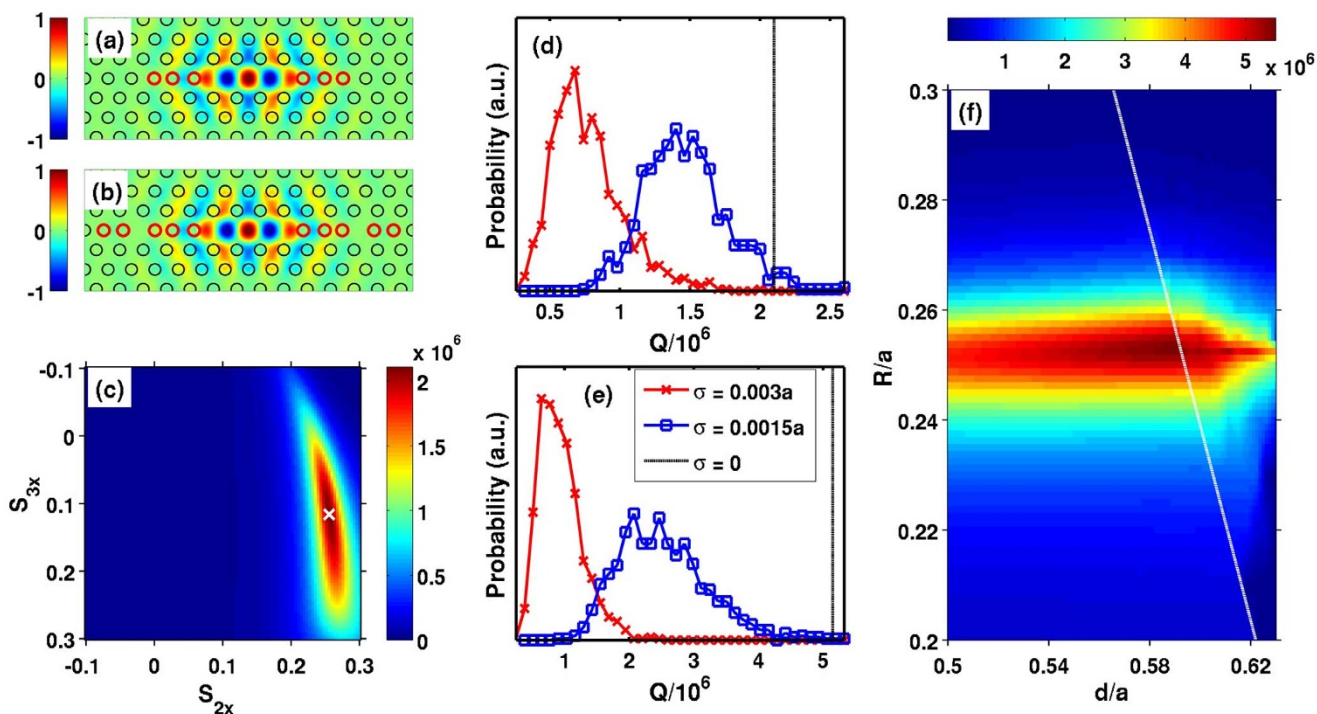 1
0
-1
(a)
1
0
-1
(b)
-0.1
0
0.1
0.2
0.3
S3x
(c)
-0.1 0 0.1 0.2 0.3
S2x
x 10^6
2
1.5
1
0.5
0
Probability (a.u.)
(d)
0.5 1 1.5 2 2.5
Q/10^6
Probability (a.u.)
(e)
σ = 0.003a
σ = 0.0015a
σ = 0
1 2 3 4 5
Q/10^6
1 2 3 4 5
x 10^6
(f)
0.3
0.28
0.26
0.24
0.22
0.2
R/a
0.5 0.54 0.58 0.62
d/a